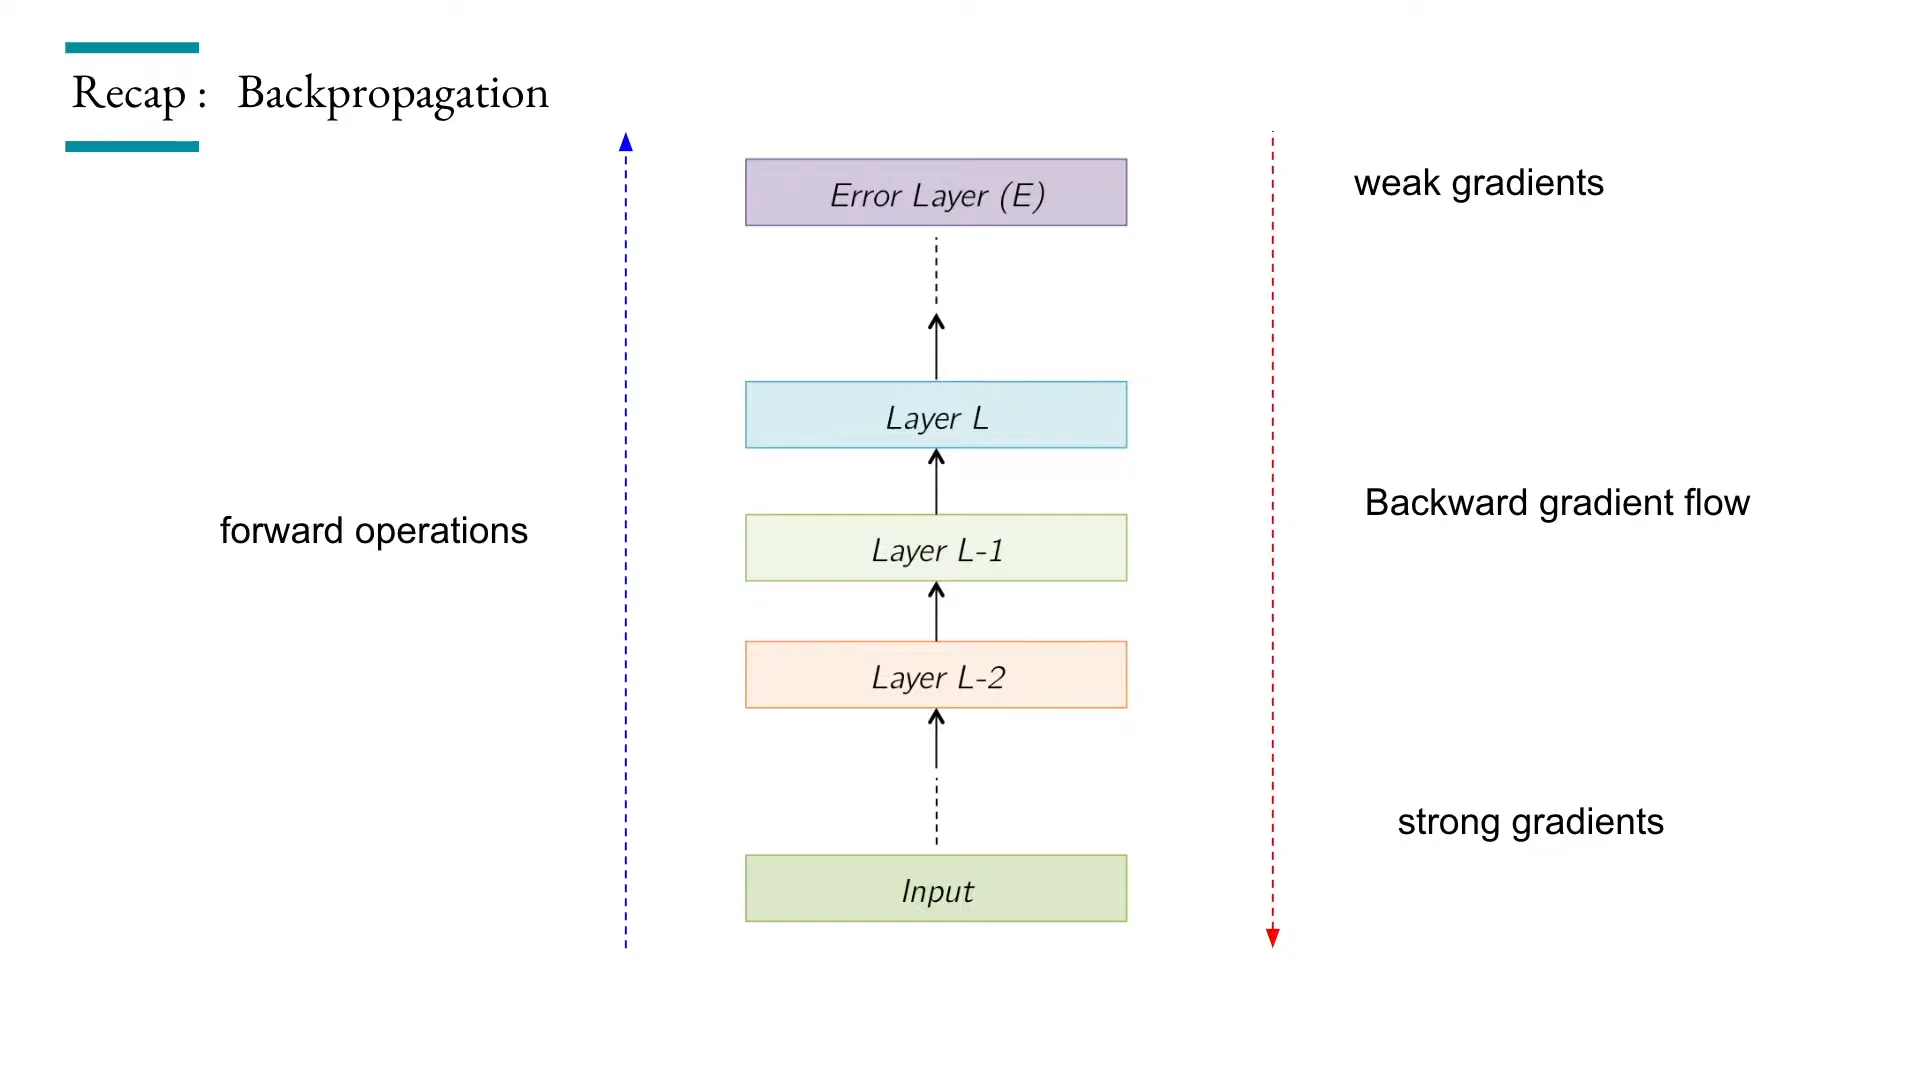 Recap : Backpropagation
Error Layer (E)
weak gradients
Layer L
Backward gradient flow
forward operations
Layer L-1
Layer L-2
strong gradients
Input